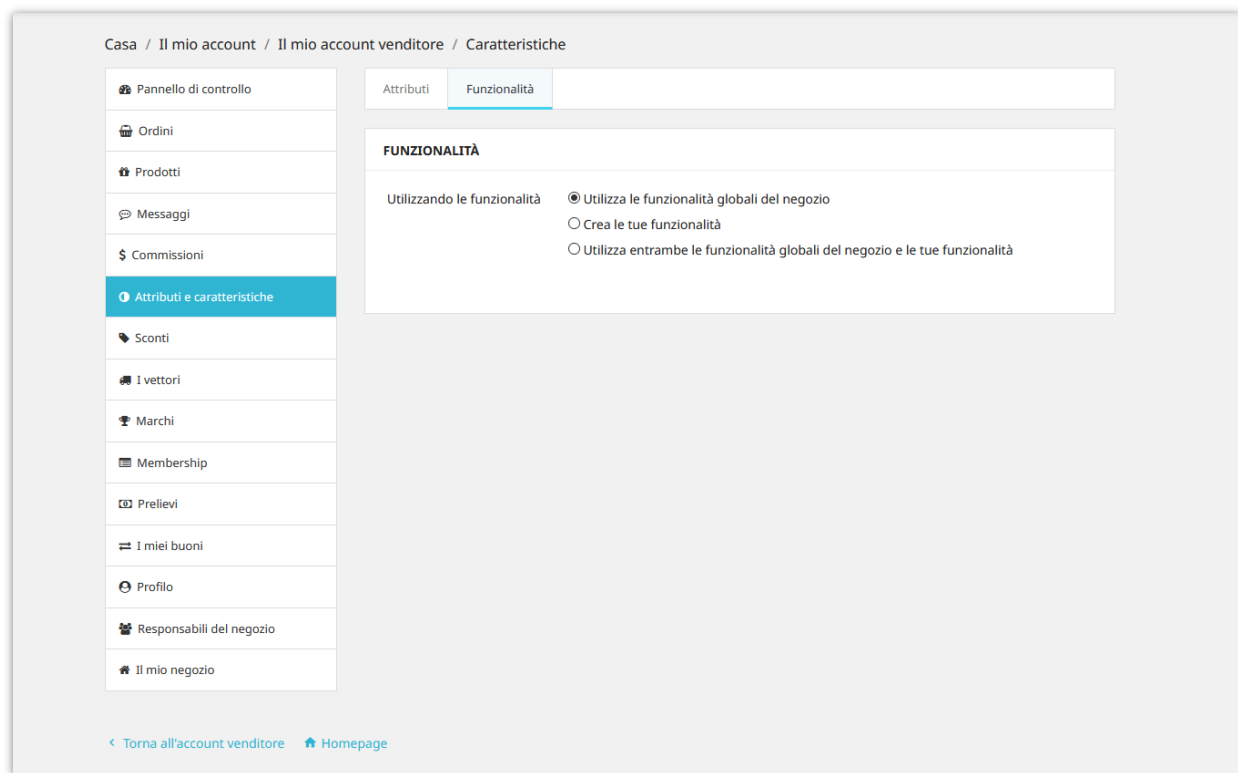 Casa / Il mio account / Il mio account venditore / Caratteristiche
Pannello di controllo
Ordini
Prodotti
Messaggi
$ Commissioni
Attributi e caratteristiche
Sconti
I vettori
Marchi
Membership
Prelievi
I miei buoni
Profilo
Responsabili del negozio
Il mio negozio
Attributi Funzionalità
FUNZIONALITÀ
Utilizzando le funzionalità Utilizza le funzionalità globali del negozio
Crea le tue funzionalità
Utilizza entrambe le funzionalità globali del negozio e le tue funzionalità
< Torna all'account venditore Homepage